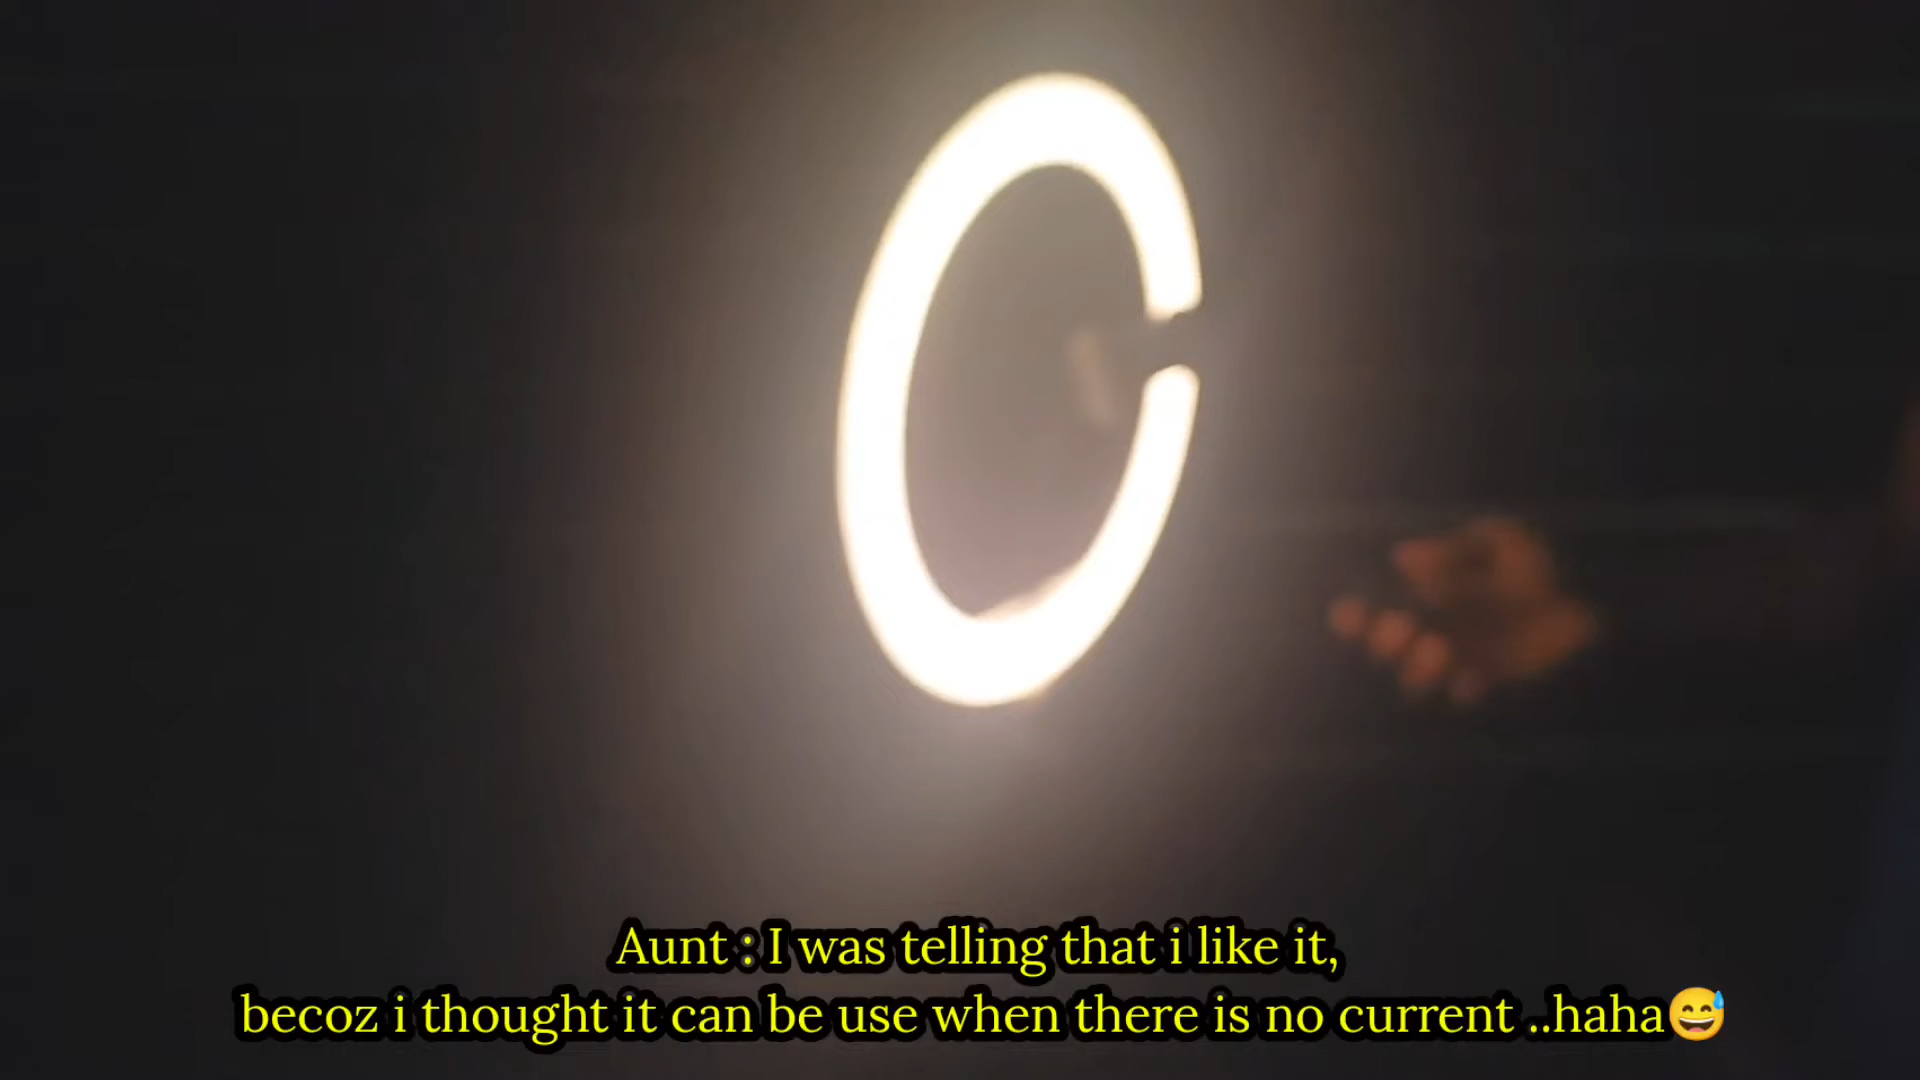 Aunt : I was telling that i like it,
becoz i thought it can be use when there is no current ..haha😅